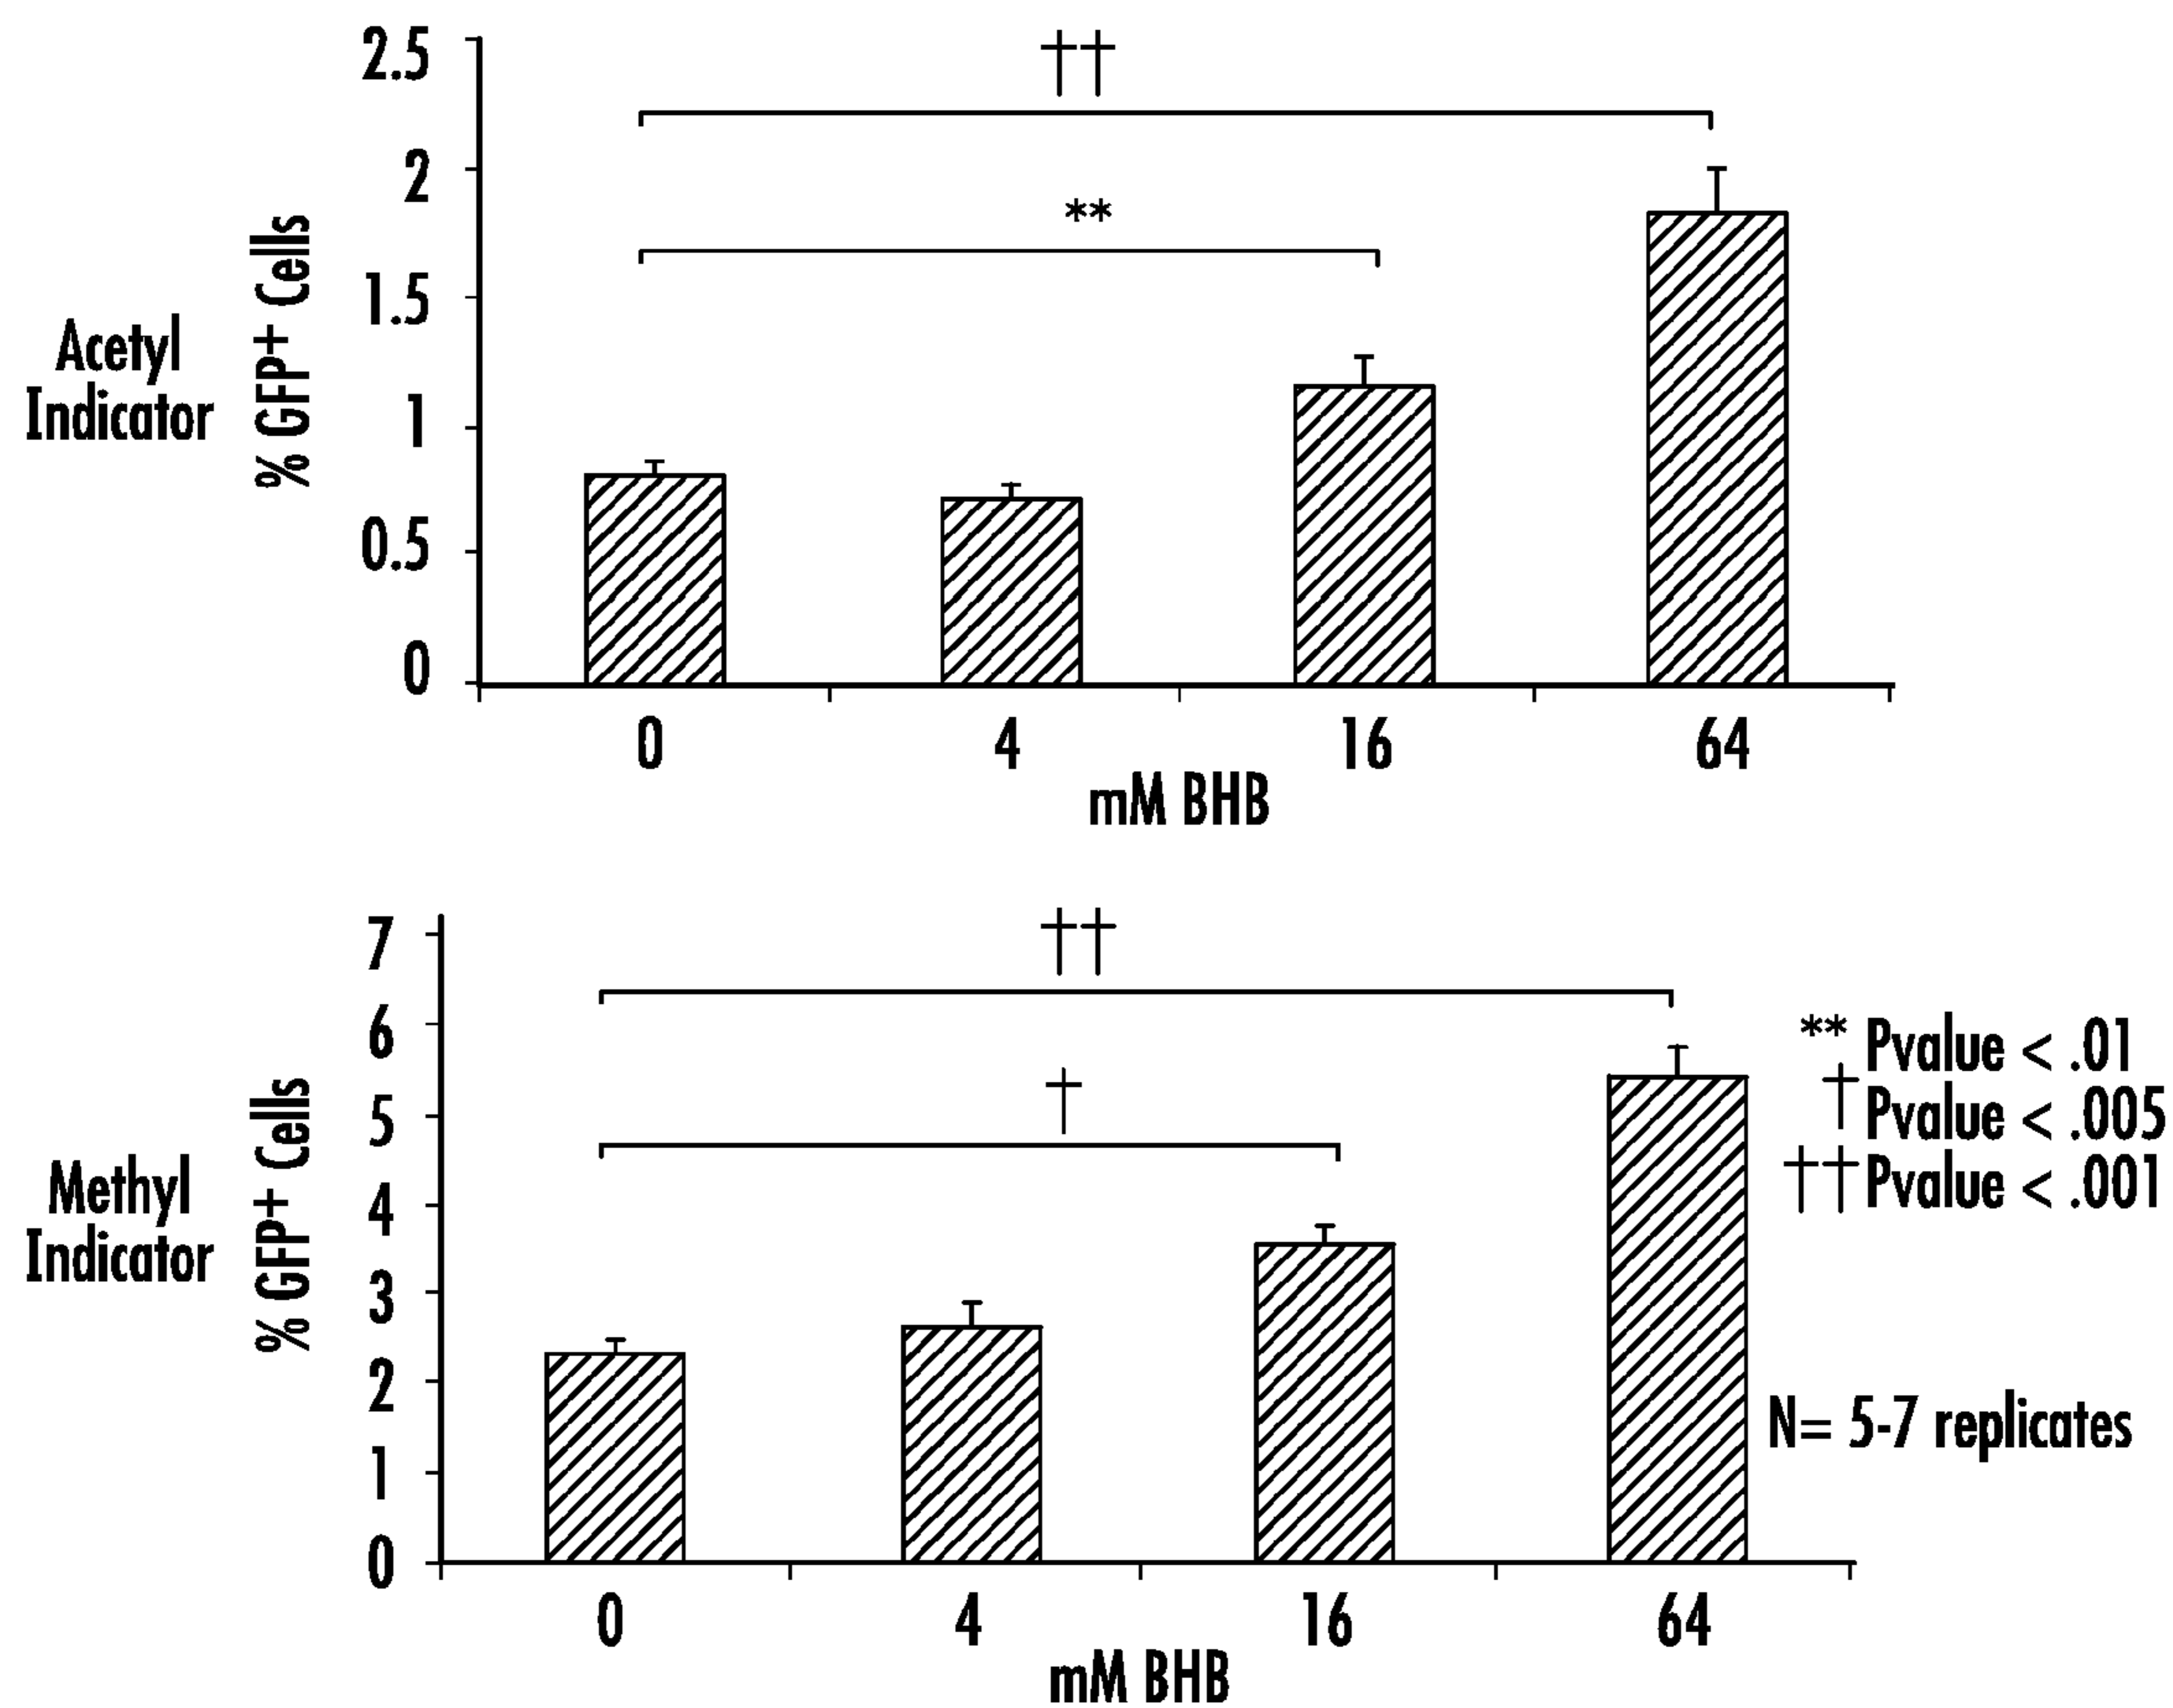 2.5
2
1.5
1
0.5
0
% GFP+ Cells
Acetyl
Indicator
††
**
0 4 16 64
mM BHB
7
6
5
4
3
2
1
0
% GFP+ Cells
Methyl
Indicator
††
†
0 4 16 64
mM BHB
** Pvalue < .01
† Pvalue < .005
†† Pvalue < .001
N= 5-7 replicates